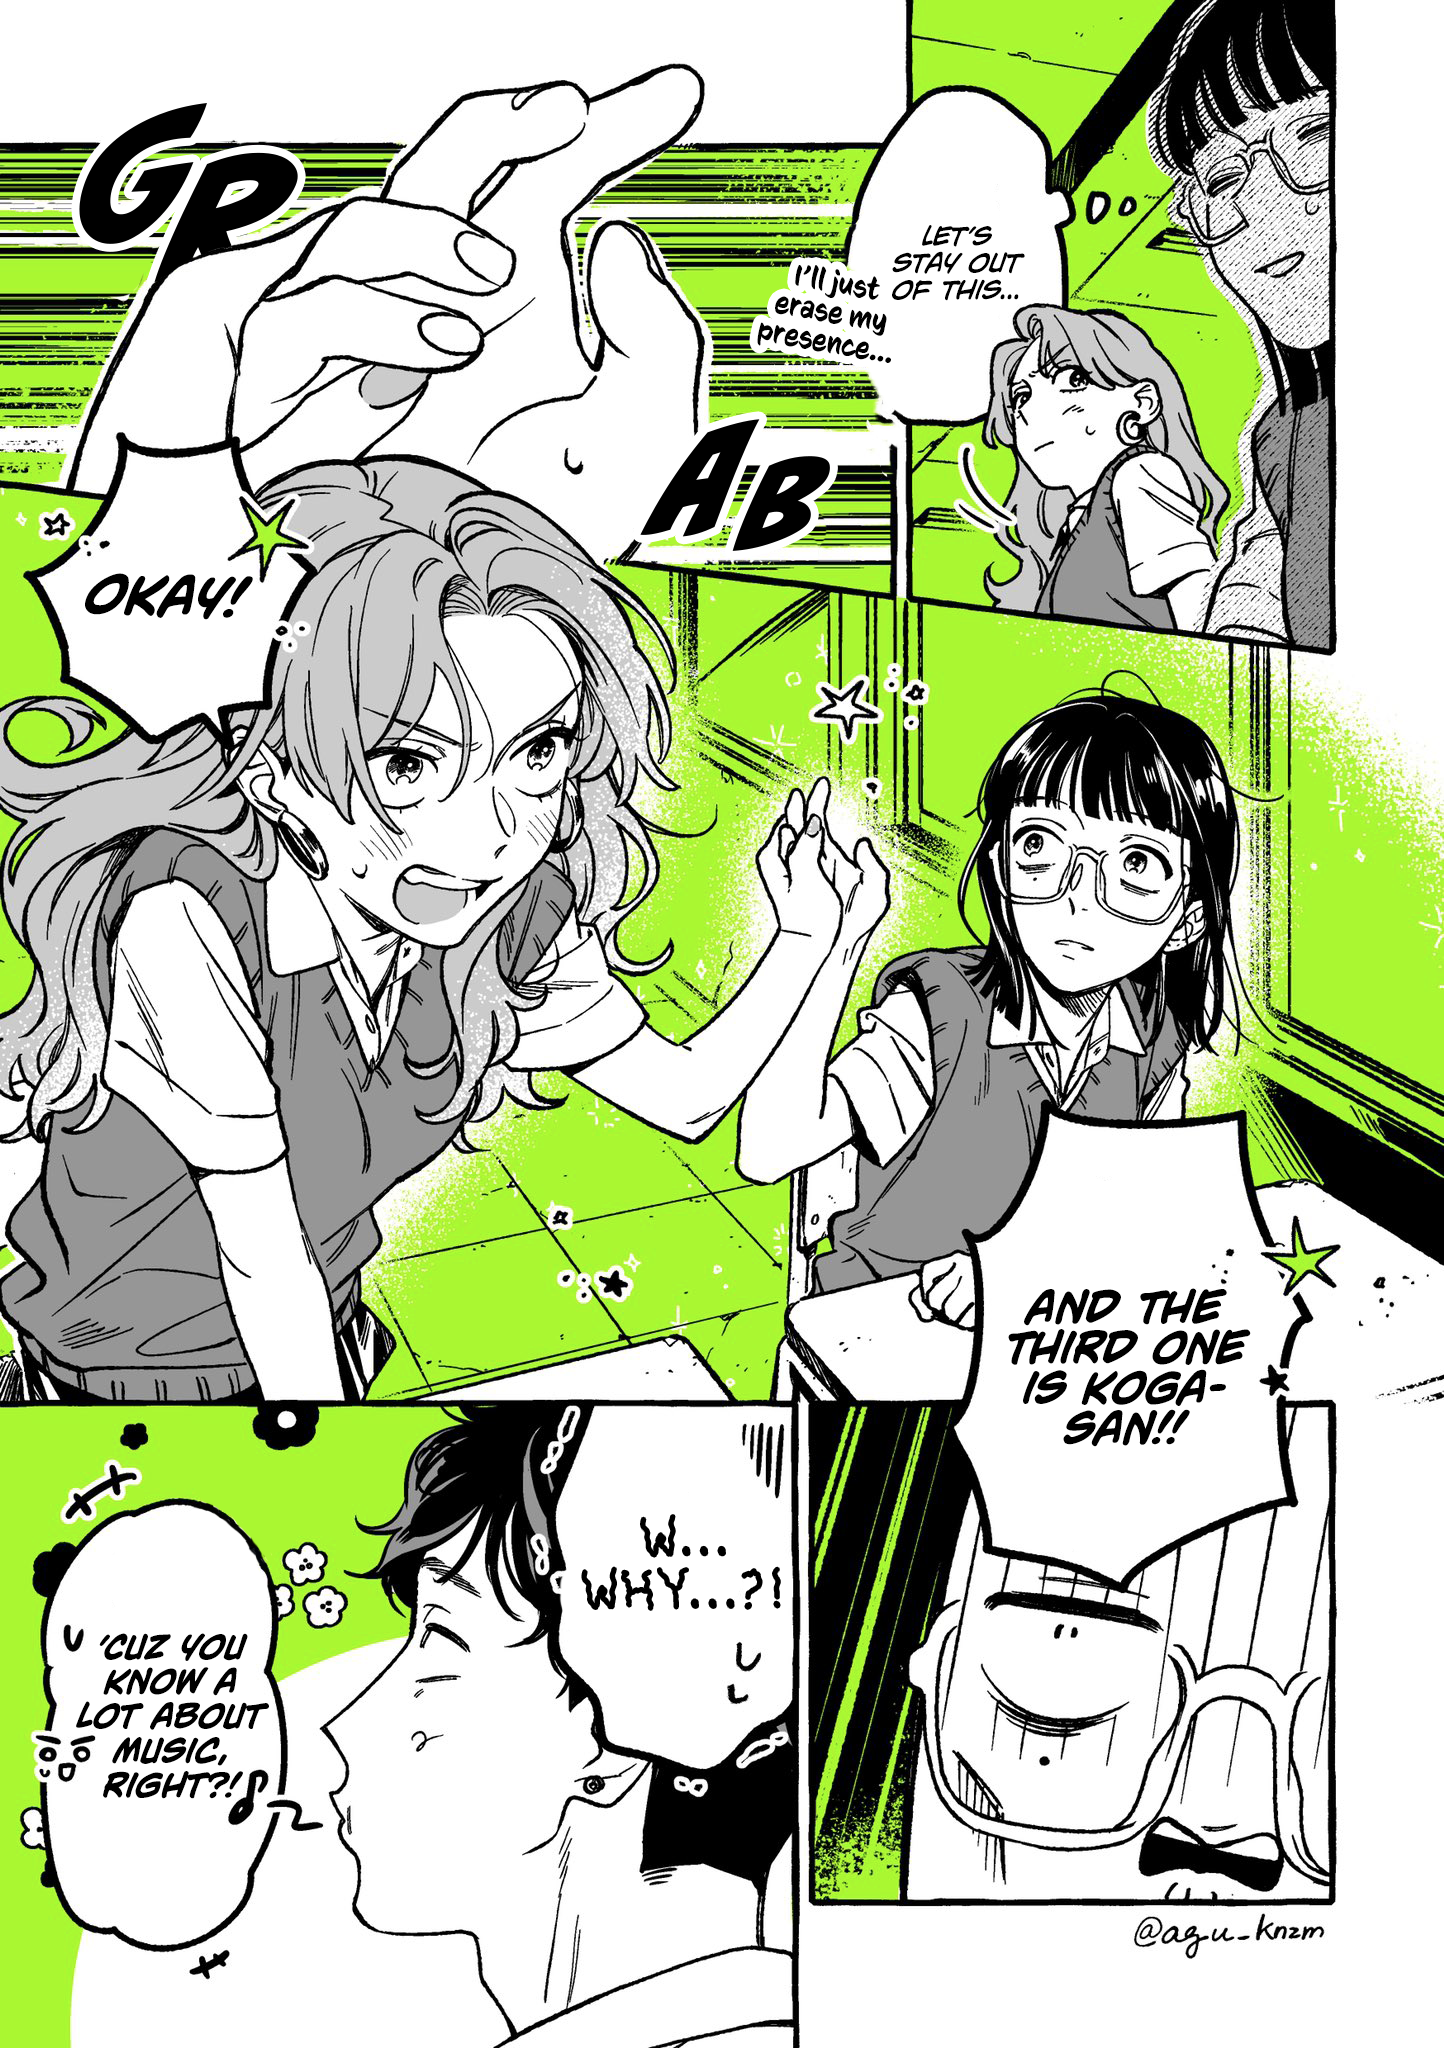 LET'S
STAY OUT
OF THIS...
I'll just
erase my
presence...
GR
AB
OKAY!
AND THE
THIRD ONE
IS KOGA-
SAN!!
W...
WHY...?!
'CUZ YOU
KNOW A
LOT ABOUT
MUSIC,
RIGHT?!
@agu_knzm